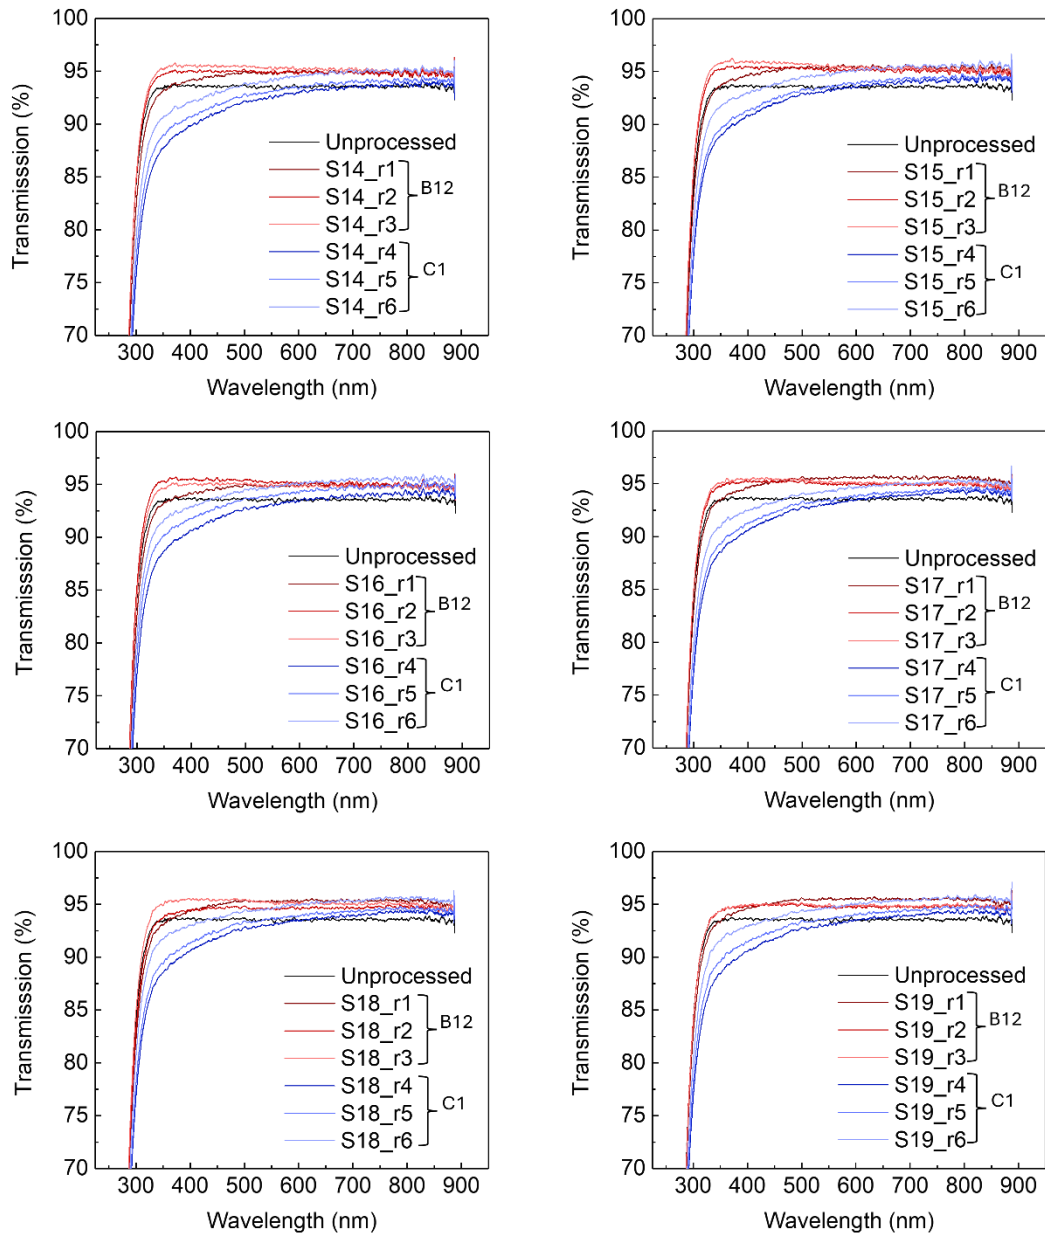 100
95
90
85
80
75
70
Transmisssion (%)
Unprocessed
S14_r1
S14_r2
S14_r3
B12
S14_r4
S14_r5
S14_r6
C1
300 400 500 600 700 800 900
Wavelength (nm)
100
95
90
85
80
75
70
Transmisssion (%)
Unprocessed
S15_r1
S15_r2
S15_r3
B12
S15_r4
S15_r5
S15_r6
C1
300 400 500 600 700 800 900
Wavelength (nm)
100
95
90
85
80
75
70
Transmisssion (%)
Unprocessed
S16_r1
S16_r2
S16_r3
B12
S16_r4
S16_r5
S16_r6
C1
300 400 500 600 700 800 900
Wavelength (nm)
100
95
90
85
80
75
70
Transmisssion (%)
Unprocessed
S17_r1
S17_r2
S17_r3
B12
S17_r4
S17_r5
S17_r6
C1
300 400 500 600 700 800 900
Wavelength (nm)
100
95
90
85
80
75
70
Transmisssion (%)
Unprocessed
S18_r1
S18_r2
S18_r3
B12
S18_r4
S18_r5
S18_r6
C1
300 400 500 600 700 800 900
Wavelength (nm)
100
95
90
85
80
75
70
Transmisssion (%)
Unprocessed
S19_r1
S19_r2
S19_r3
B12
S19_r4
S19_r5
S19_r6
C1
300 400 500 600 700 800 900
Wavelength (nm)